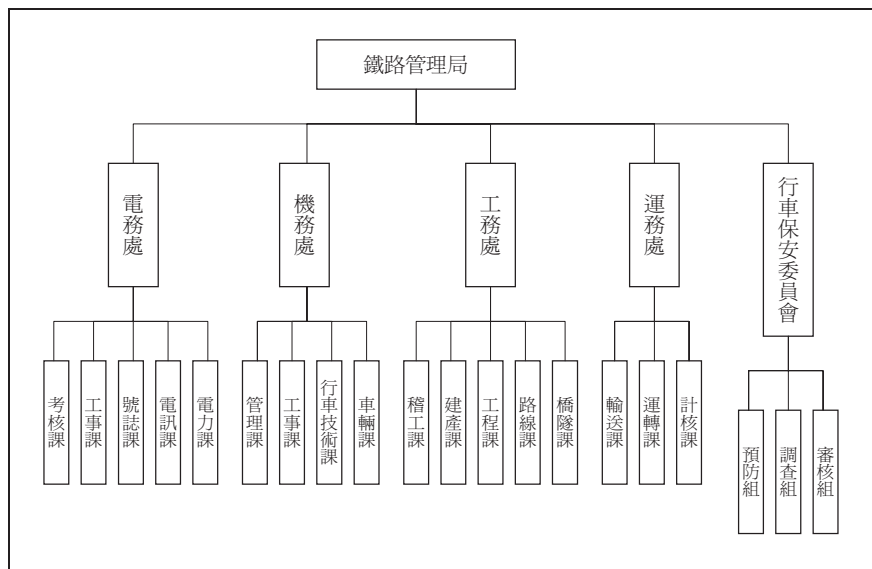 鐵路管理局
電務處
機務處
工務處
運務處
行車保安委員會
考核課
工事課
號誌課
電訊課
電力課
管理課
工事課
行車技術課
車輛課
稽工課
建產課
工程課
路線課
橋隧課
輸送課
運轉課
計核課
預防組
調查組
審核組